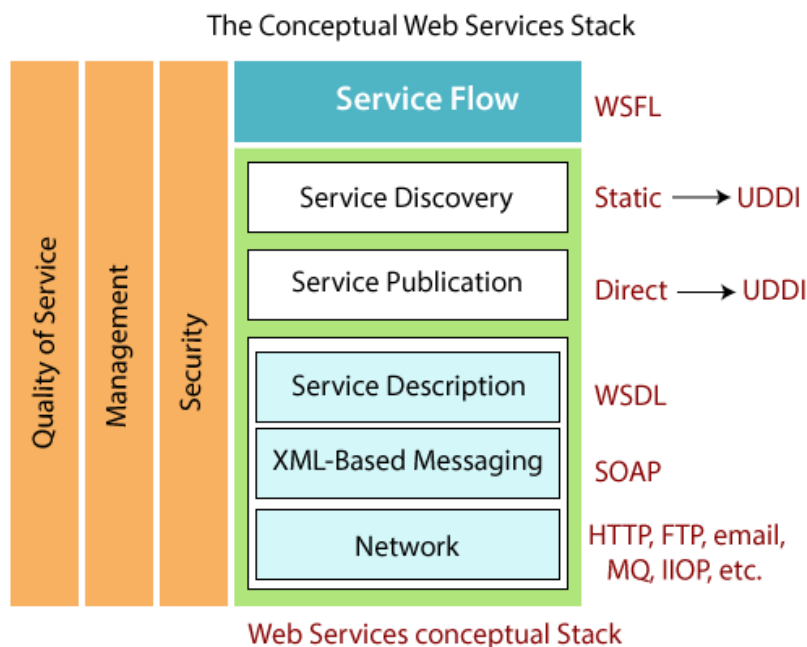 The Conceptual Web Services Stack
Quality of Service
Management
Security
Service Flow
WSFL
Service Discovery
Static → UDDI
Service Publication
Direct → UDDI
Service Description
WSDL
XML-Based Messaging
SOAP
Network
HTTP, FTP, email,
MQ, IIOP, etc.
Web Services conceptual Stack